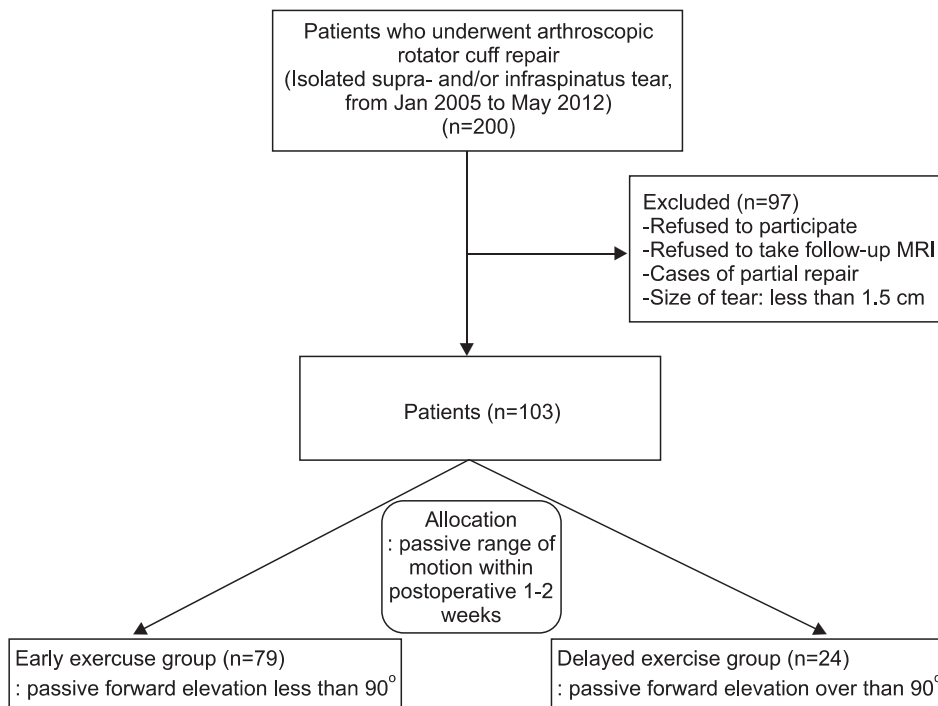 Patients who underwent arthroscopic
rotator cuff repair
(Isolated supra- and/or infraspinatus tear,
from Jan 2005 to May 2012)
(n=200)
Excluded (n=97)
-Refused to participate
-Refused to take follow-up MRI
-Cases of partial repair
-Size of tear: less than 1.5 cm
Patients (n=103)
Allocation
: passive range of
motion within
postoperative 1-2
weeks
Early exercuse group (n=79)
: passive forward elevation less than 90°
Delayed exercise group (n=24)
: passive forward elevation over than 90°